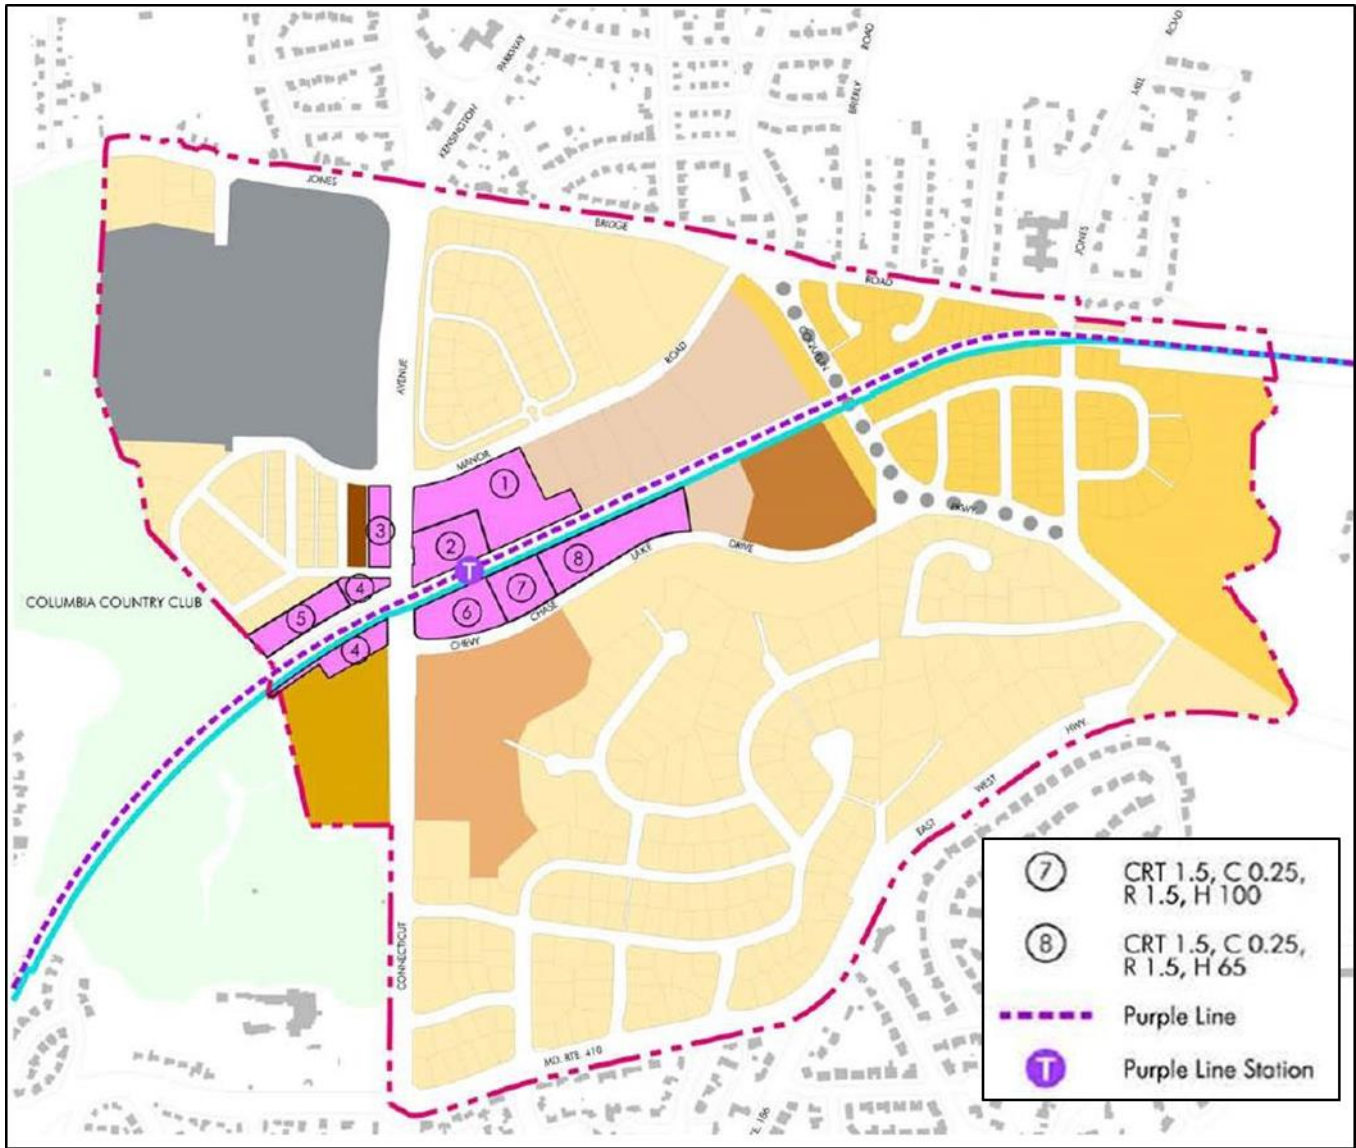 ROAD
ROAD
PARKWAY
KENSINGTON
BRIERLY
MILL
JONES
JONES
BRIDGE
ROAD
AVENUE
ROAD
MANOR
1
2
3
4
5
4
T
6
7
8
LAKE
DRIVE
PKWY.
CHASE
CHEVY
COLUMBIA COUNTRY CLUB
HWY.
WEST
EAST
CONNECTICUT
MD. RTE. 410
7
CRT 1.5, C 0.25,
R 1.5, H 100
8
CRT 1.5, C 0.25,
R 1.5, H 65
Purple Line
T
Purple Line Station